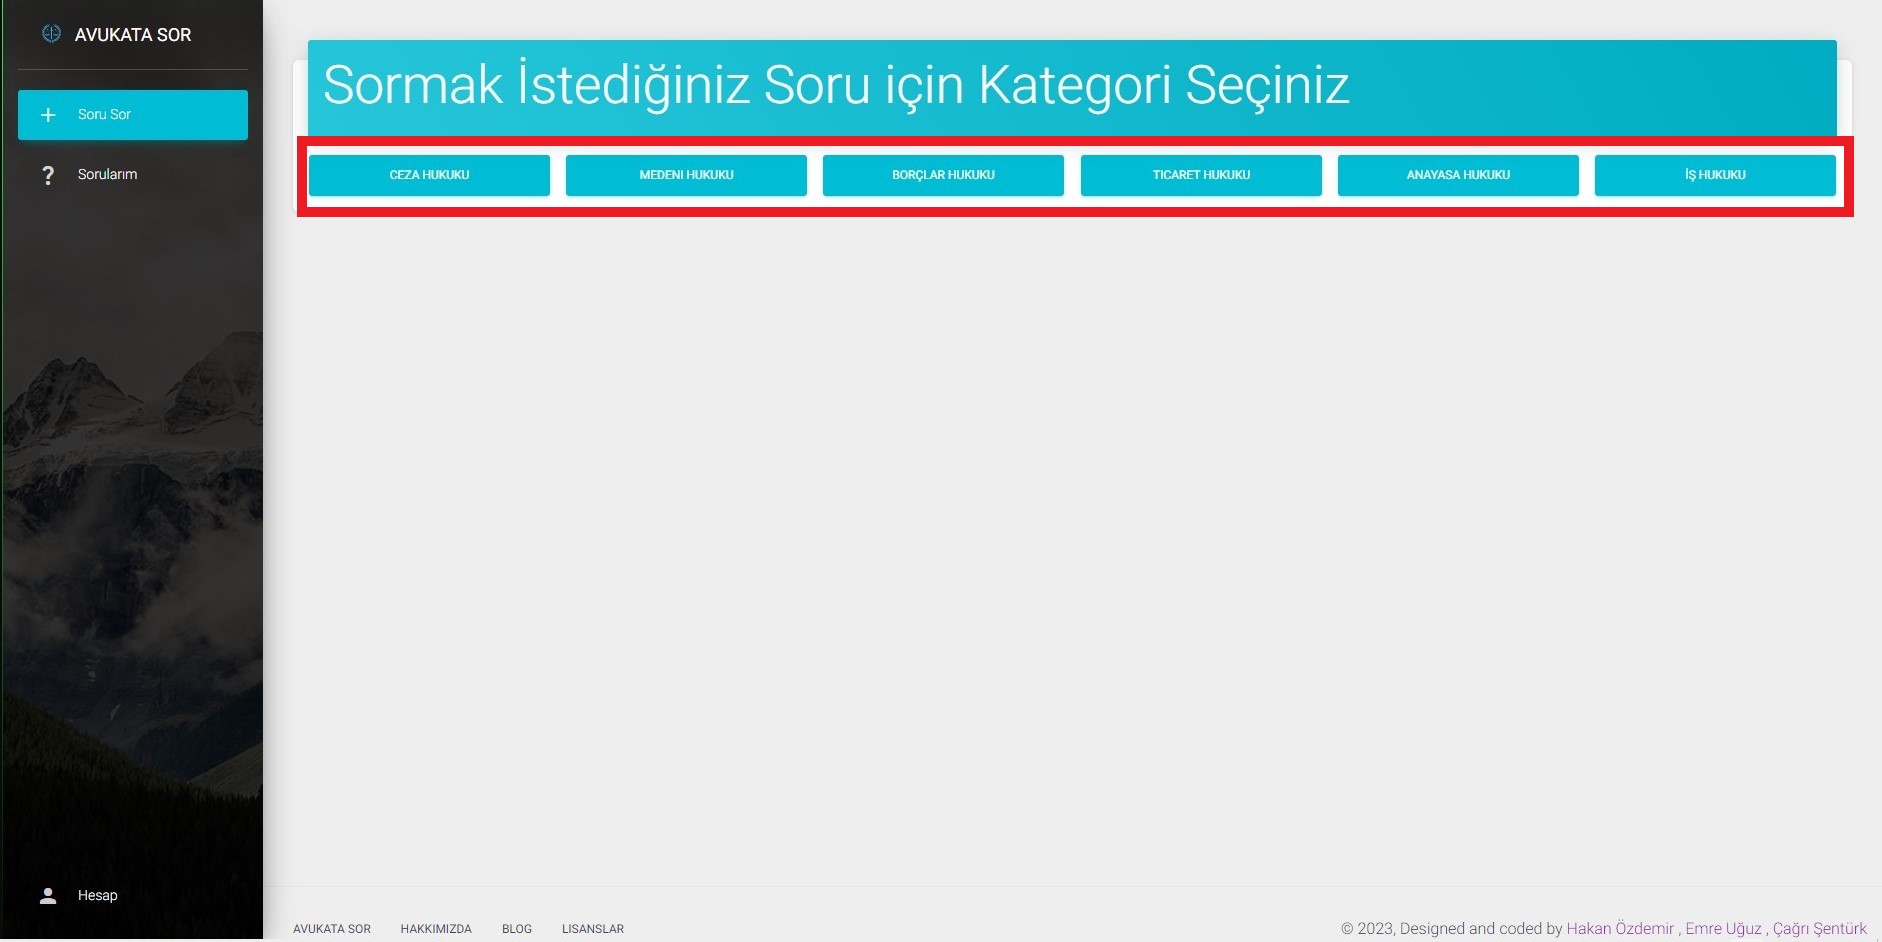 AVUKATA SOR
Soru Sor
Sorularım
Hesap
Sormak İstediğiniz Soru için Kategori Seçiniz
CEZA HUKUKU
MEDENI HUKUKU
BORÇLAR HUKUKU
TICARET HUKUKU
ANAYASA HUKUKU
İŞ HUKUKU
AVUKATA SOR
HAKKIMIZDA
BLOG
LISANSLAR
© 2023, Designed and coded by Hakan Özdemir , Emre Uğuz , Çağrı Şentürk